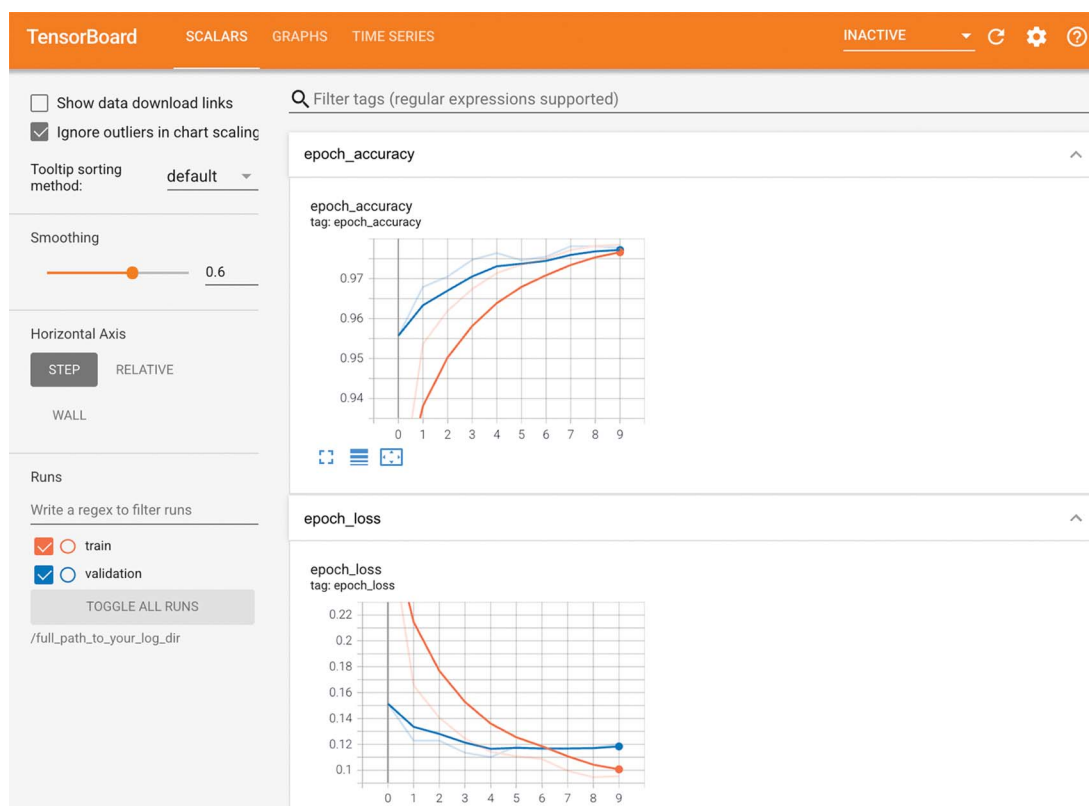 TensorBoard SCALARS GRAPHS TIME SERIES INACTIVE
Show data download links
Ignore outliers in chart scaling
Tooltip sorting
method: default
Smoothing
0.6
Horizontal Axis
STEP RELATIVE
WALL
Runs
Write a regex to filter runs
train
validation
TOGGLE ALL RUNS
/full_path_to_your_log_dir
Filter tags (regular expressions supported)
epoch_accuracy
epoch_accuracy
tag: epoch_accuracy
0.97
0.96
0.95
0.94
0 1 2 3 4 5 6 7 8 9
epoch_loss
epoch_loss
tag: epoch_loss
0.22
0.2
0.18
0.16
0.14
0.12
0.1
0 1 2 3 4 5 6 7 8 9